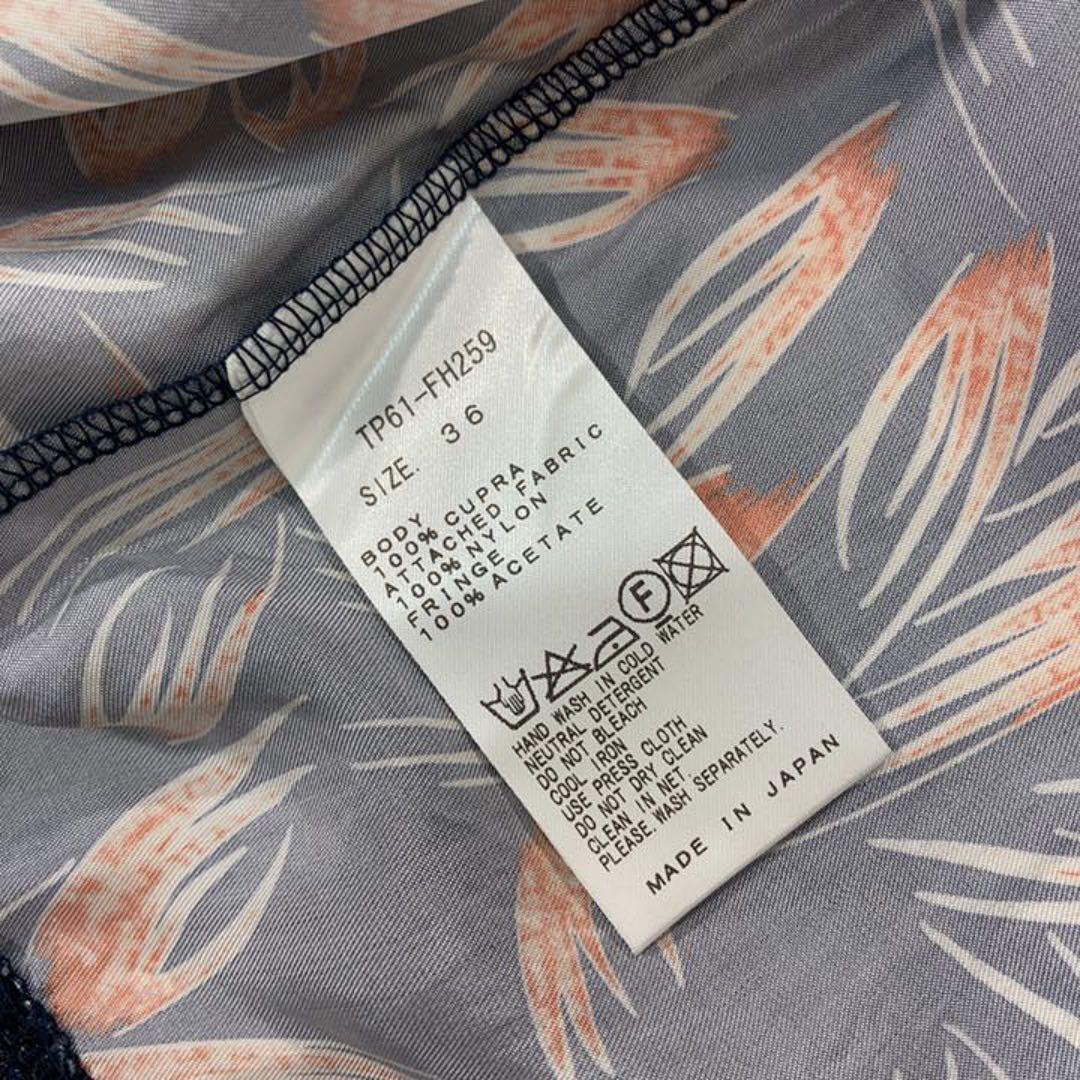 TP61-FH259
SIZE. 36
BODY
100% CUPRA
ATTACHED FABRIC
100% NYLON
FRINGE
100% ACETATE
F
HAND WASH IN COLD WATER
NEUTRAL DETERGENT
DO NOT BLEACH
COOL IRON
USE PRESS CLOTH
DO NOT DRY CLEAN
CLEAN IN NET.
PLEASE.WASH SEPARATELY.
MADE IN JAPAN